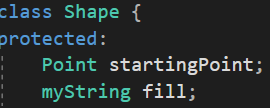 class Shape {
protected:
Point startingPoint;
myString fill;